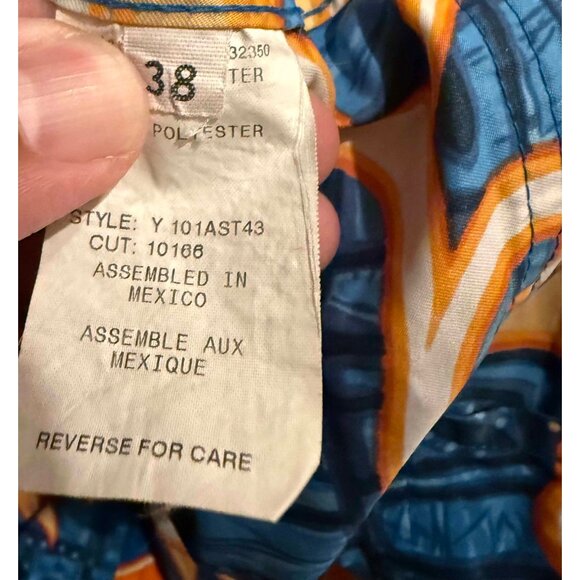 32350
38
TER
POLYESTER
STYLE: Y 101AST43
CUT: 10166
ASSEMBLED IN
MEXICO
ASSEMBLE AUX
MEXIQUE
REVERSE FOR CARE